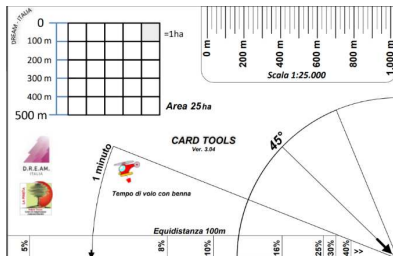 DREAM - ITALIA
0
100 m
200 m
300 m
400 m
500 m
=1ha
Area 25ha
0 m
200 m
400 m
600 m
800 m
1.000 m
Scala 1:25.000
CARD TOOLS
Ver. 3.04
45°
1 minuto
Tempo di volo con benna
D.R.E.AM.
ITALIA
Equidistanza 100m
5%
8%
10%
16%
25%
30%
40%
>>